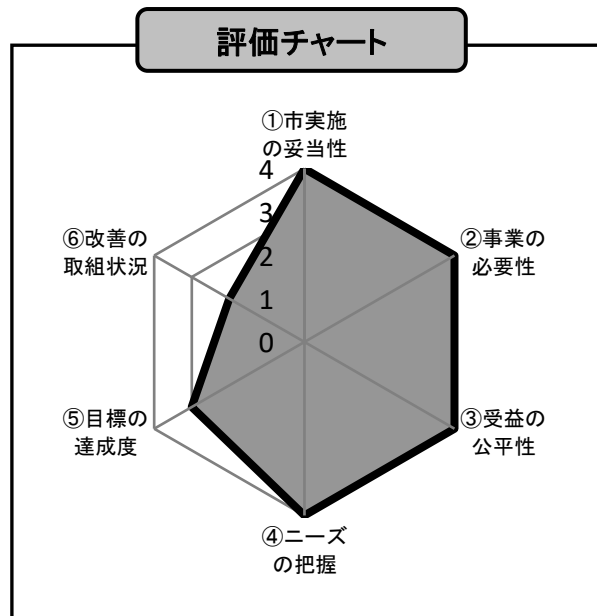 評価チャート
①市実施
の妥当性
4
3
2
1
0
②事業の
必要性
③受益の
公平性
④ニーズ
の把握
⑤目標の
達成度
⑥改善の
取組状況